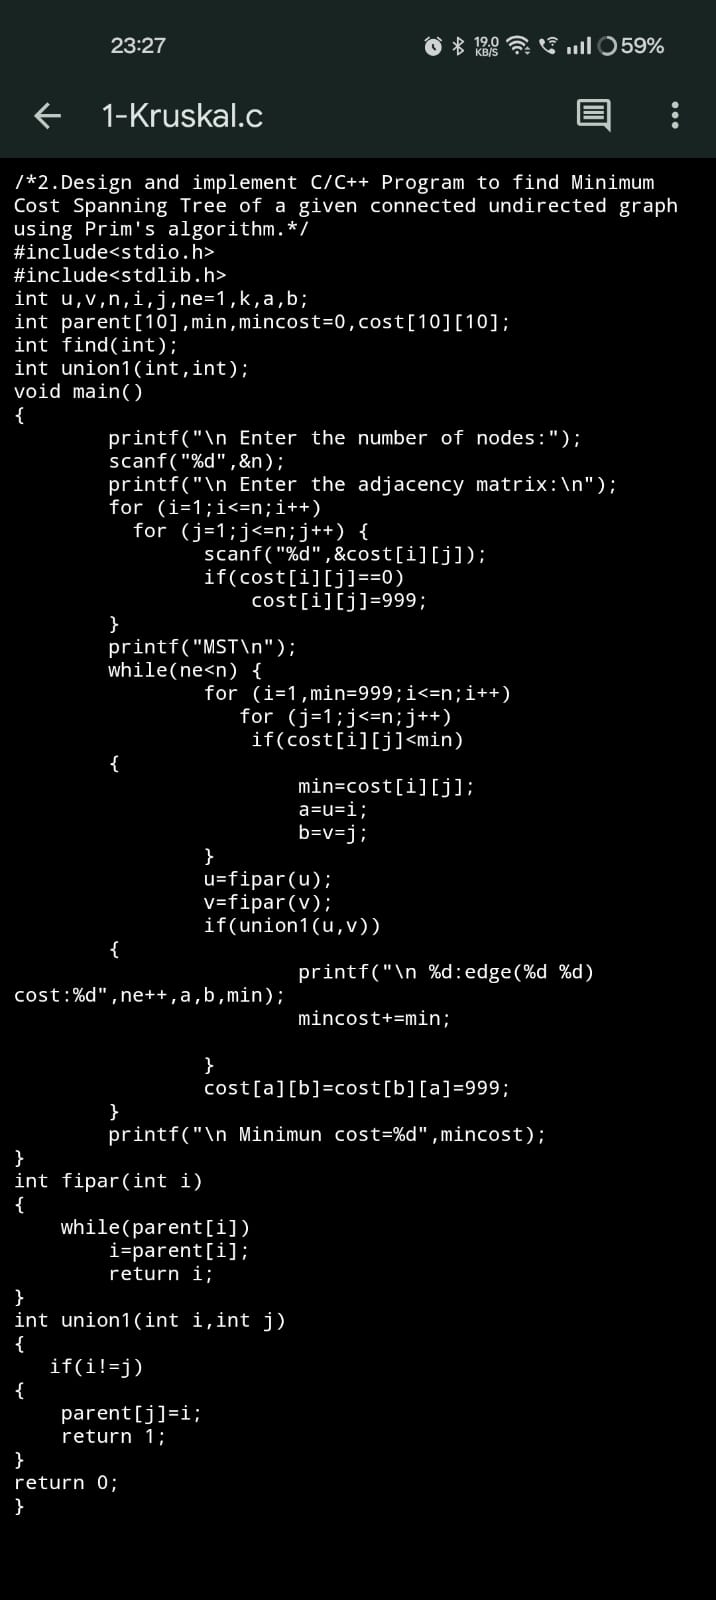 23:27
19.0
KB/S
59%
1-Kruskal.c
/*2.Design and implement C/C++ Program to find Minimum
Cost Spanning Tree of a given connected undirected graph
using Prim's algorithm.*/
#include<stdio.h>
#include<stdlib.h>
int u,v,n,i,j,ne=1,k,a,b;
int parent[10],min,mincost=0,cost[10][10];
int find(int);
int union1(int,int);
void main()
{
        printf("\n Enter the number of nodes:");
        scanf("%d",&n);
        printf("\n Enter the adjacency matrix:\n");
        for (i=1;i<=n;i++)
          for (j=1;j<=n;j++) {
                scanf("%d",&cost[i][j]);
                if(cost[i][j]==0)
                    cost[i][j]=999;
        }
        printf("MST\n");
        while(ne<n) {
                for (i=1,min=999;i<=n;i++)
                   for (j=1;j<=n;j++)
                    if(cost[i][j]<min)
        {
                        min=cost[i][j];
                        a=u=i;
                        b=v=j;
                }
                u=fipar(u);
                v=fipar(v);
                if(union1(u,v))
        {
                        printf("\n %d:edge(%d %d)
cost:%d",ne++,a,b,min);
                        mincost+=min;
                }
                cost[a][b]=cost[b][a]=999;
        }
        printf("\n Minimun cost=%d",mincost);
}
int fipar(int i)
{
    while(parent[i])
        i=parent[i];
        return i;
}
int union1(int i,int j)
{
   if(i!=j)
{
    parent[j]=i;
    return 1;
}
return 0;
}